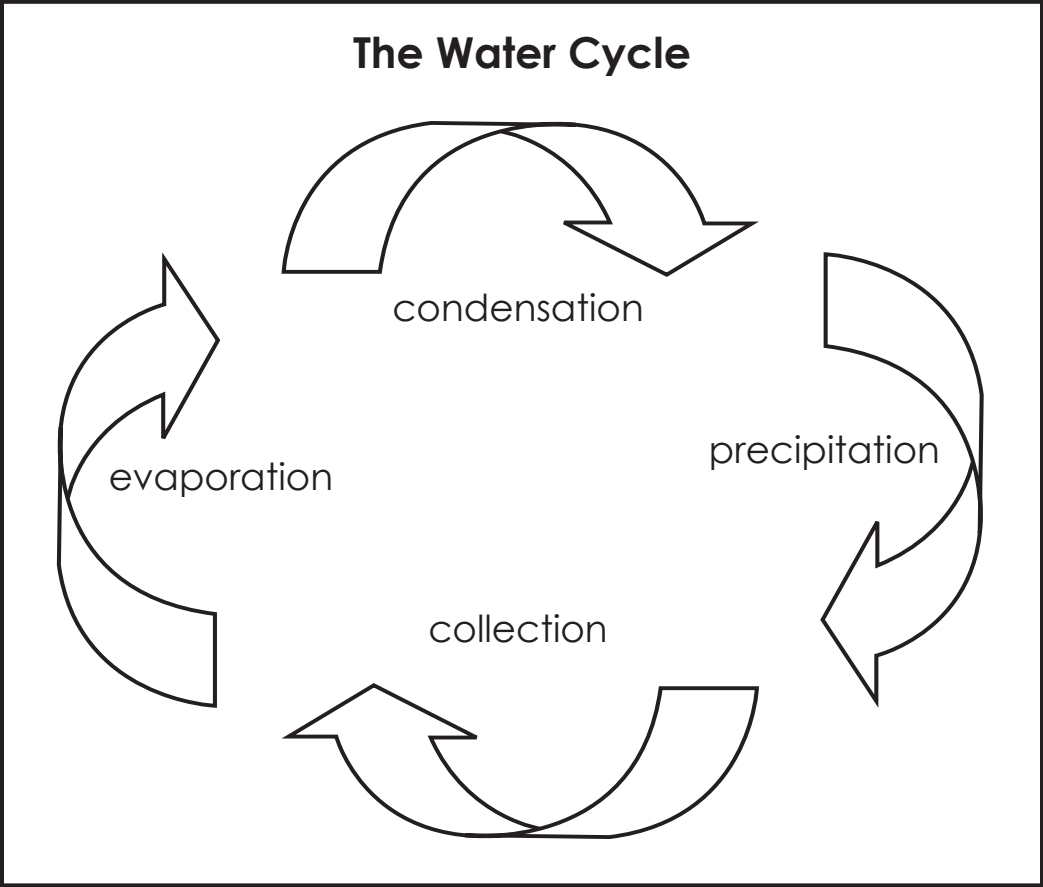 The Water Cycle
condensation
precipitation
evaporation
collection